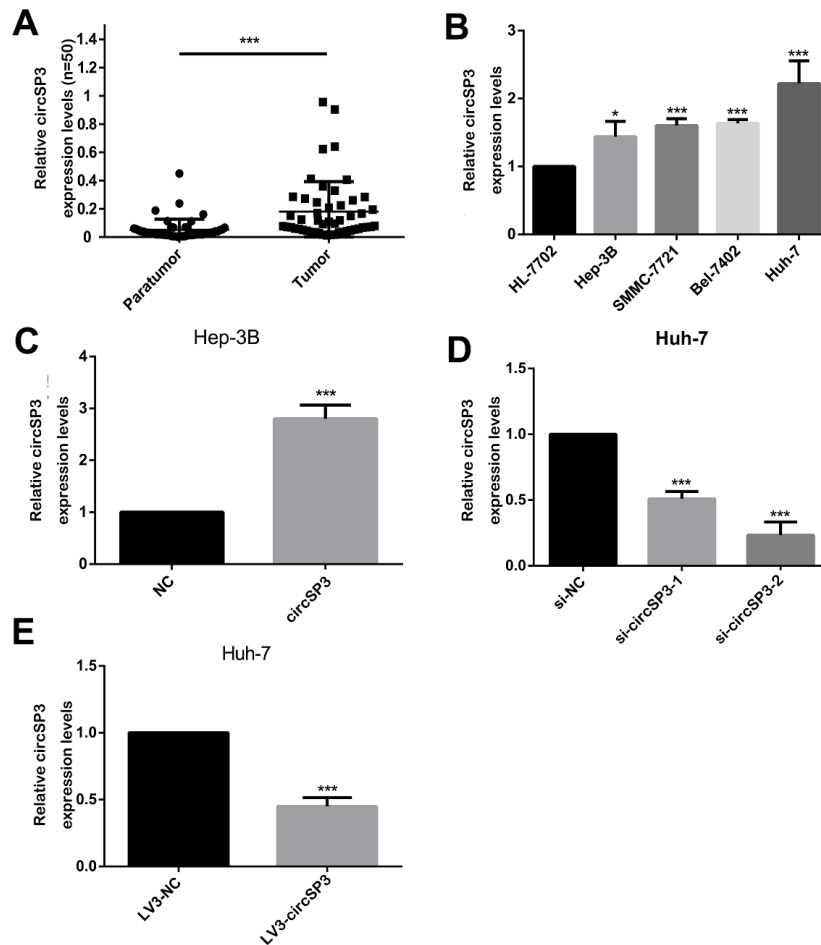 A
Relative circSP3
expression levels (n=50)
1.4
1.2
1
0.8
0.6
0.4
0.2
0
***
Paratumor
Tumor
B
Relative circSP3
expression levels
3
2
1
0
*
***
***
***
HL-7702
Hep-3B
SMMC-7721
Bel-7402
Huh-7
C
Hep-3B
Relative circSP3
expression levels
4
3
2
1
0
***
NC
circSP3
D
Huh-7
Relative circSP3
expression levels
1.5
1.0
0.5
0.0
***
***
si-NC
si-circSP3-1
si-circSP3-2
E
Huh-7
Relative circSP3
expression levels
1.5
1.0
0.5
0.0
***
LV3-NC
LV3-circSP3